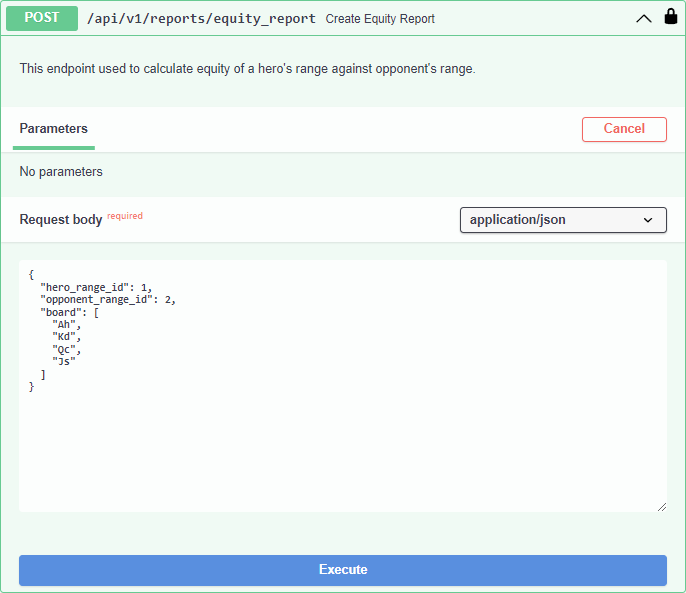 POST /api/v1/reports/equity_report Create Equity Report
This endpoint used to calculate equity of a hero's range against opponent's range.
Parameters Cancel
No parameters
Request body required application/json
{
  "hero_range_id": 1,
  "opponent_range_id": 2,
  "board": [
    "Ah",
    "Kd",
    "Qc",
    "Js"
  ]
}
Execute